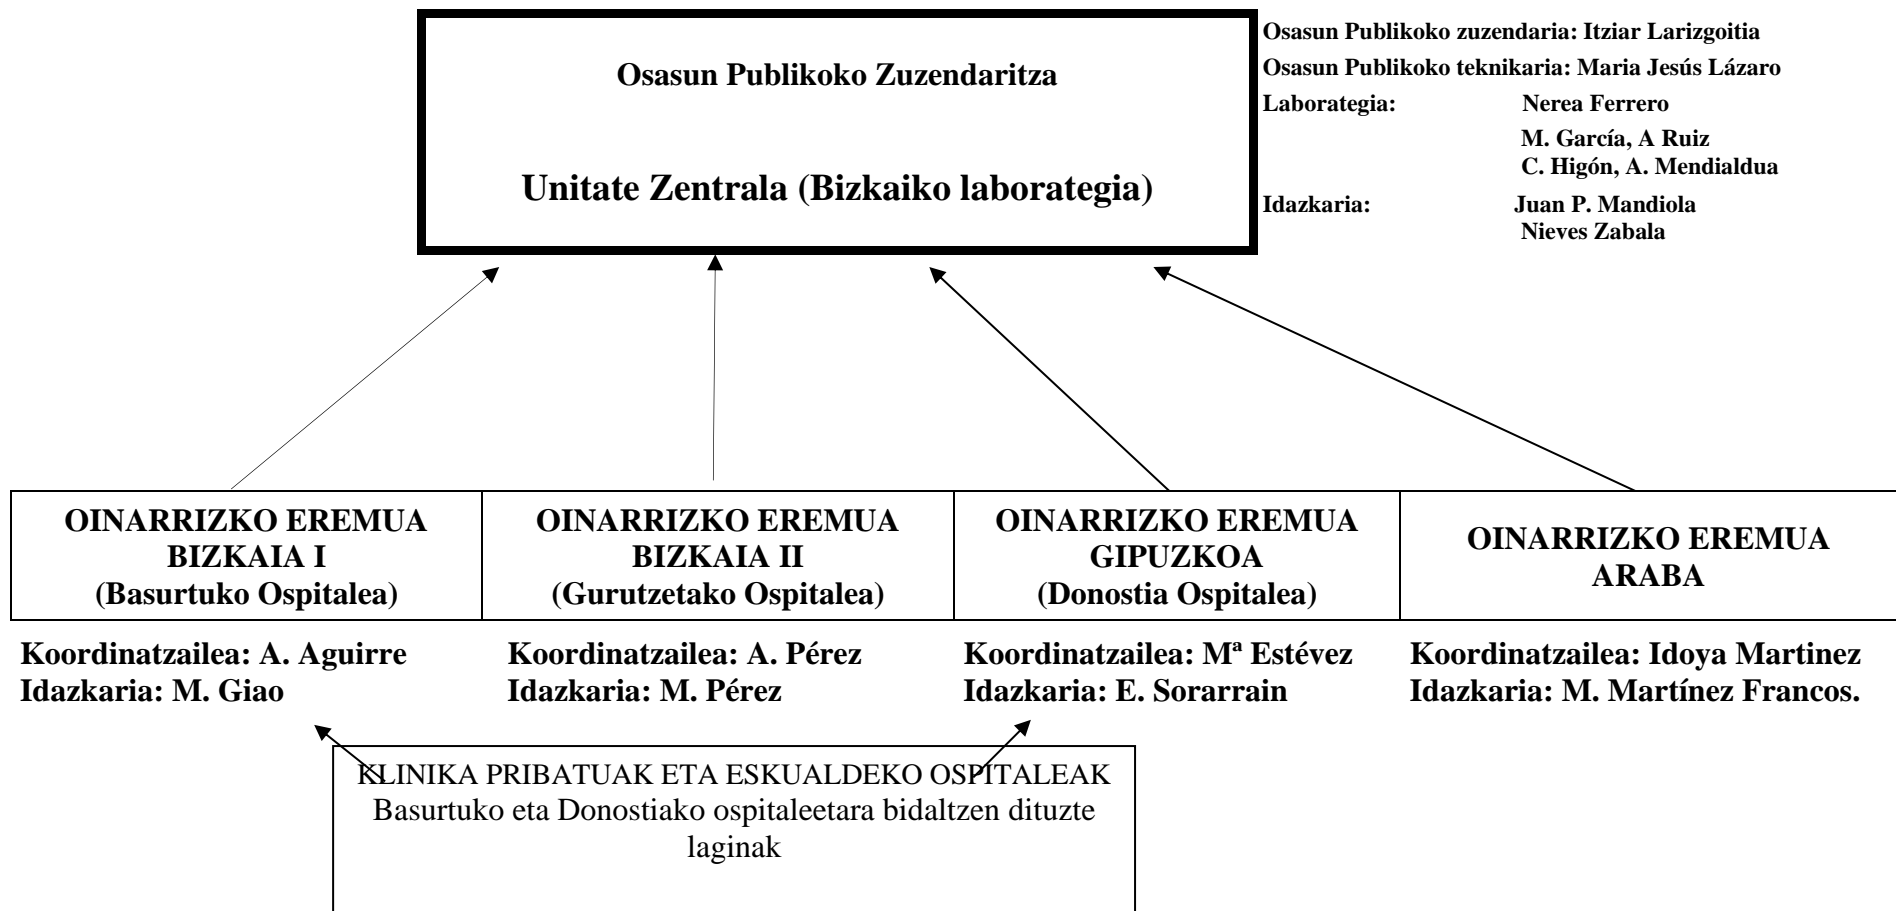 Osasun Publikoko Zuzendaritza
Unitate Zentrala (Bizkaiko laborategia)
Osasun Publikoko zuzendaria: Itziar Larizgoitia
Osasun Publikoko teknikaria: Maria Jesús Lázaro
Laborategia: Nerea Ferrero
M. García, A Ruiz
C. Higón, A. Mendialdua
Idazkaria: Juan P. Mandiola
Nieves Zabala
OINARRIZKO EREMUA
BIZKAIA I
(Basurtuko Ospitalea)
OINARRIZKO EREMUA
BIZKAIA II
(Gurutzetako Ospitalea)
OINARRIZKO EREMUA
GIPUZKOA
(Donostia Ospitalea)
OINARRIZKO EREMUA
ARABA
Koordinatzailea: A. Aguirre
Idazkaria: M. Giao
Koordinatzailea: A. Pérez
Idazkaria: M. Pérez
Koordinatzailea: Mª Estévez
Idazkaria: E. Sorarrain
Koordinatzailea: Idoya Martinez
Idazkaria: M. Martínez Francos.
KLINIKA PRIBATUAK ETA ESKUALDEKO OSPITALEAK
Basurtuko eta Donostiako ospitaleetara bidaltzen dituzte
laginak